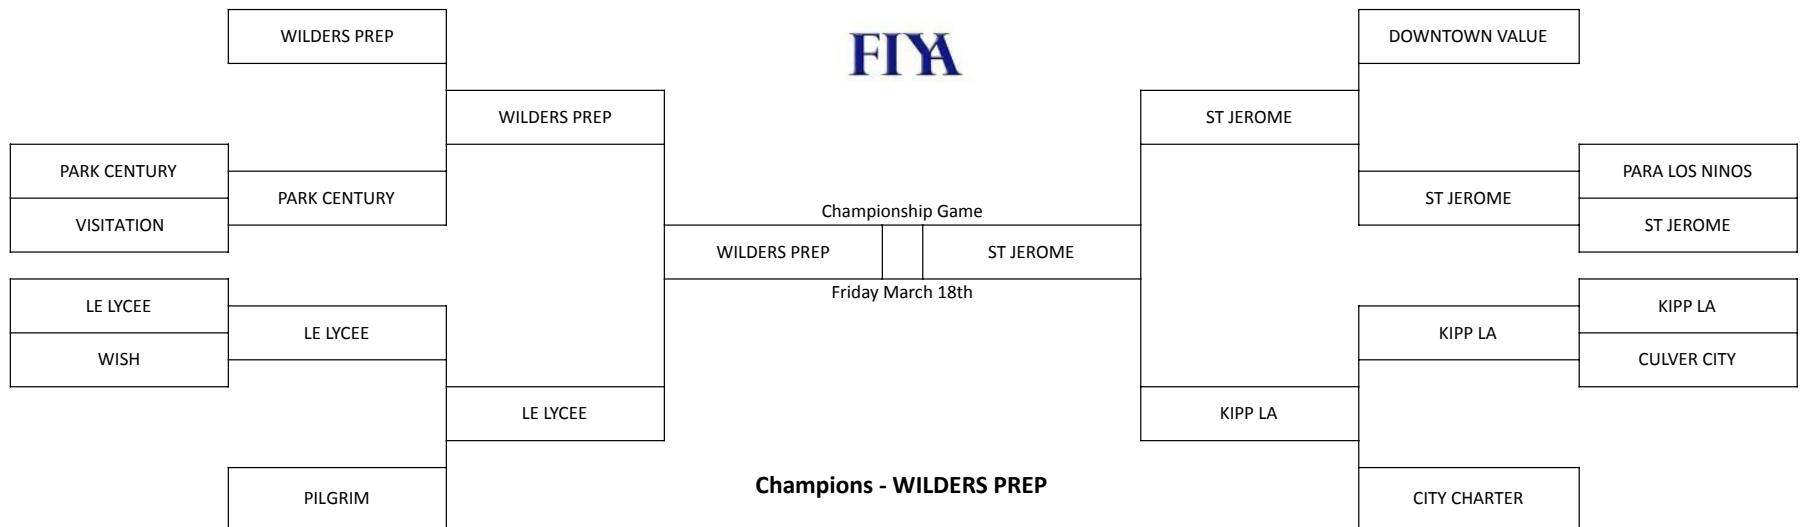 WILDERS PREP
FIYA
DOWNTOWN VALUE
WILDERS PREP
ST JEROME
PARK CENTURY
PARA LOS NINOS
PARK CENTURY
ST JEROME
VISITATION
Championship Game
ST JEROME
WILDERS PREP
ST JEROME
Friday March 18th
LE LYCEE
KIPP LA
LE LYCEE
KIPP LA
WISH
CULVER CITY
LE LYCEE
KIPP LA
Champions - WILDERS PREP
PILGRIM
CITY CHARTER